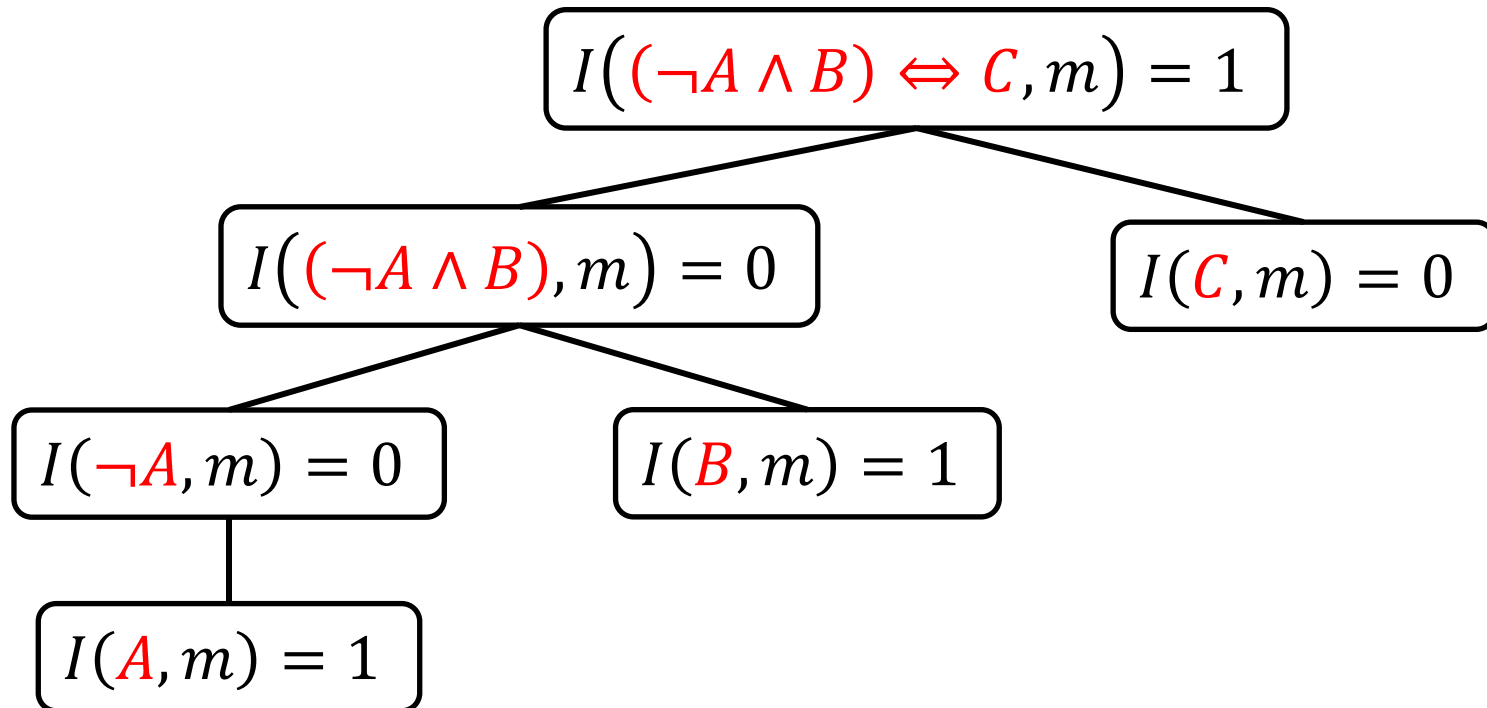 I((¬A ∧ B) ⇔ C, m) = 1
I((¬A ∧ B), m) = 0
I(C, m) = 0
I(¬A, m) = 0
I(B, m) = 1
I(A, m) = 1